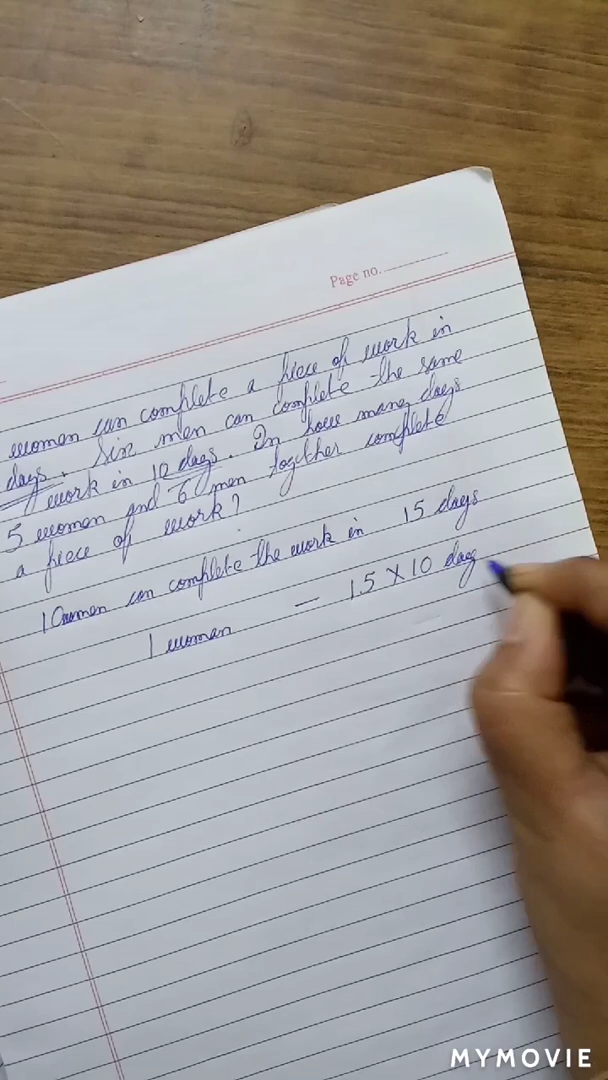 Page no.
women can complete a piece of work in
days. Six men can complete the same
work in 10 days. In how many days
5 women and 6 men together complete
a piece of work?
10 women can complete the work in 15 days
1 woman — 15 × 10 day
MYMOVIE